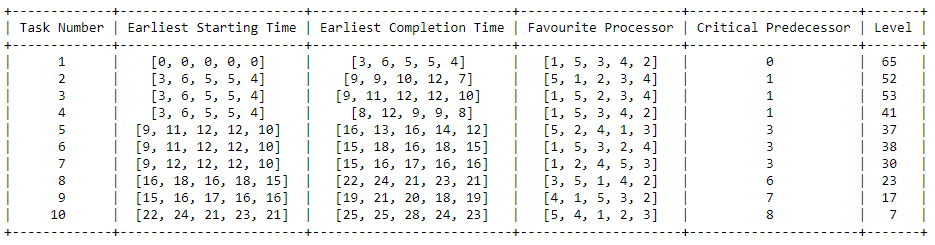 Task Number | Earliest Starting Time | Earliest Completion Time | Favourite Processor | Critical Predecessor | Level
1 | [0, 0, 0, 0, 0] | [3, 6, 5, 5, 4] | [1, 5, 3, 4, 2] | 0 | 65
2 | [3, 6, 5, 5, 4] | [9, 9, 10, 12, 7] | [5, 1, 2, 3, 4] | 1 | 52
3 | [3, 6, 5, 5, 4] | [9, 11, 12, 12, 10] | [1, 5, 2, 3, 4] | 1 | 53
4 | [3, 6, 5, 5, 4] | [8, 12, 9, 9, 8] | [1, 5, 3, 4, 2] | 1 | 41
5 | [9, 11, 12, 12, 10] | [16, 13, 16, 14, 12] | [5, 2, 4, 1, 3] | 3 | 37
6 | [9, 11, 12, 12, 10] | [15, 18, 16, 18, 15] | [1, 5, 3, 2, 4] | 3 | 38
7 | [9, 12, 12, 12, 10] | [15, 16, 17, 16, 16] | [1, 2, 4, 5, 3] | 3 | 30
8 | [16, 18, 16, 18, 15] | [22, 24, 21, 23, 21] | [3, 5, 1, 4, 2] | 6 | 23
9 | [15, 16, 17, 16, 16] | [19, 21, 20, 18, 19] | [4, 1, 5, 3, 2] | 7 | 17
10 | [22, 24, 21, 23, 21] | [25, 25, 28, 24, 23] | [5, 4, 1, 2, 3] | 8 | 7